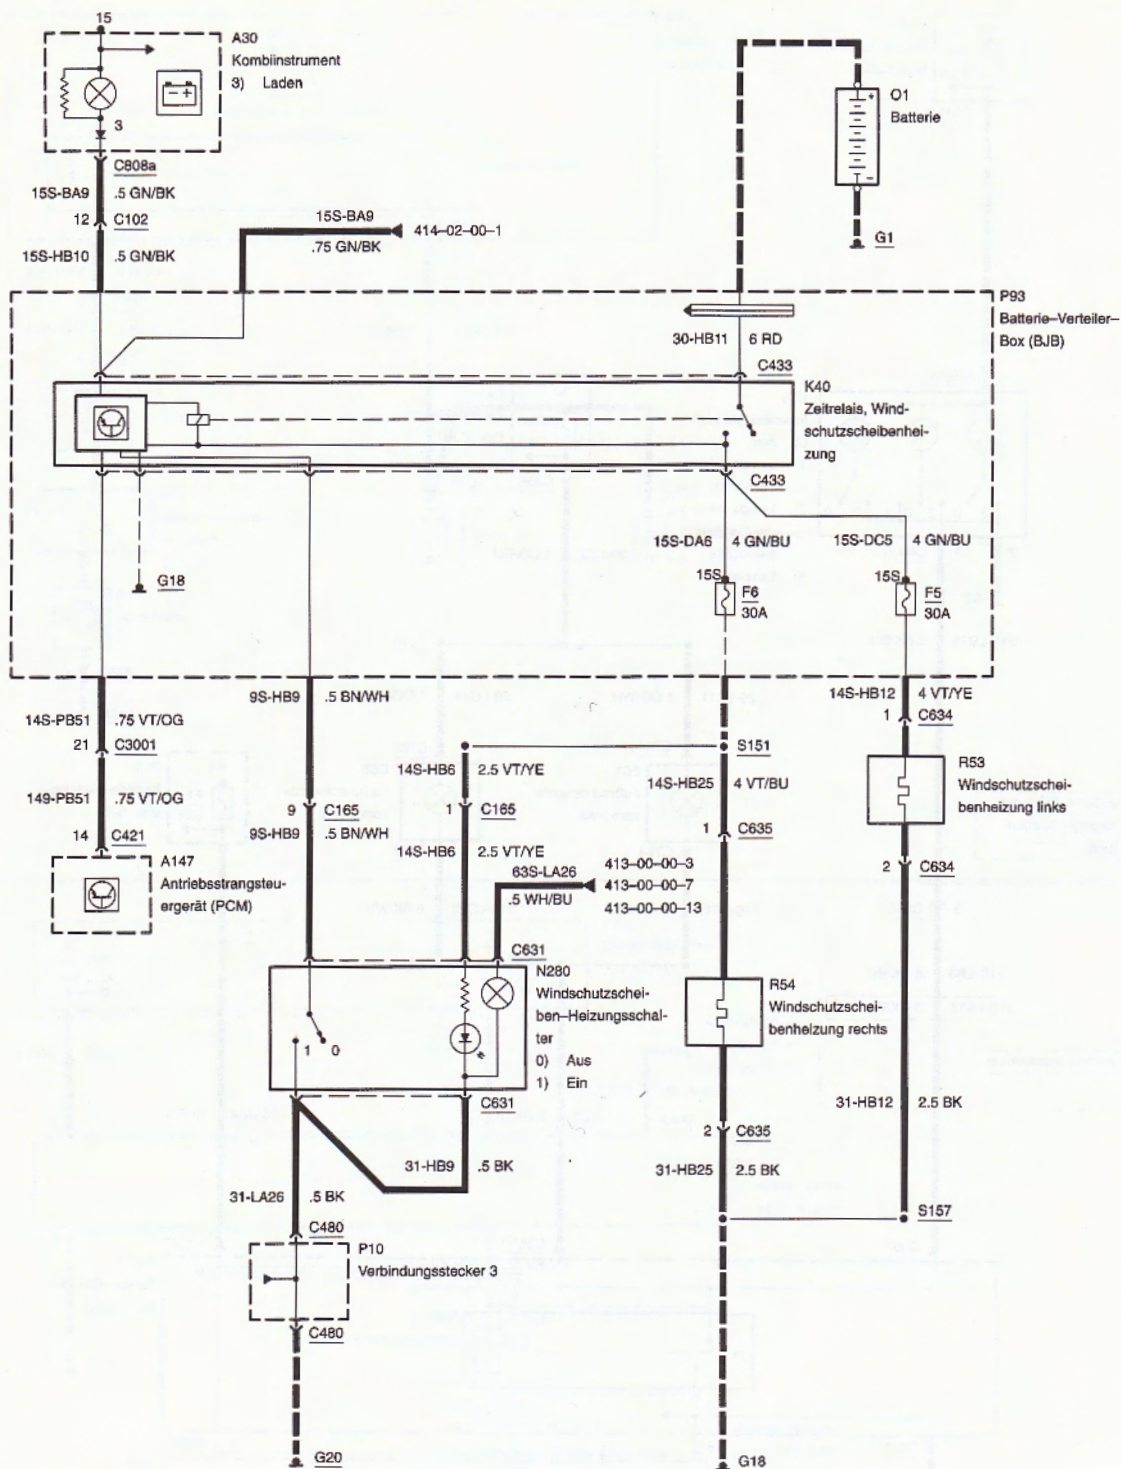 15
A30
Kombiinstrument
3) Laden
3
C808a
15S-BA9 .5 GN/BK
12 C102
15S-HB10 .5 GN/BK
15S-BA9
414-02-00-1
.75 GN/BK
+
O1
Batterie
-
G1
P93
Batterie-Verteiler-
Box (BJB)
30-HB11 6 RD
C433
K40
Zeitrelais, Wind-
schutzscheibenhei-
zung
C433
15S-DA6 4 GN/BU
15S-DC5 4 GN/BU
G18
15S
F6
30A
15S
F5
30A
14S-PB51 .75 VT/OG
21 C3001
149-PB51 .75 VT/OG
14 C421
A147
Antriebsstrangsteu-
ergerät (PCM)
9S-HB9 .5 BN/WH
9 C165
9S-HB9 .5 BN/WH
14S-HB6 2.5 VT/YE
1 C165
14S-HB6 2.5 VT/YE
63S-LA26
.5 WH/BU
413-00-00-3
413-00-00-7
413-00-00-13
S151
14S-HB25 4 VT/BU
1 C635
14S-HB12 4 VT/YE
1 C634
R53
Windschutzschei-
benheizung links
2 C634
C631
N280
Windschutzschei-
ben-Heizungsschal-
ter
0) Aus
1) Ein
1 0
C631
R54
Windschutzschei-
benheizung rechts
31-HB12 2.5 BK
2 C635
31-HB25 2.5 BK
S157
31-HB9 .5 BK
31-LA26 .5 BK
C480
P10
Verbindungsstecker 3
C480
G20
G18